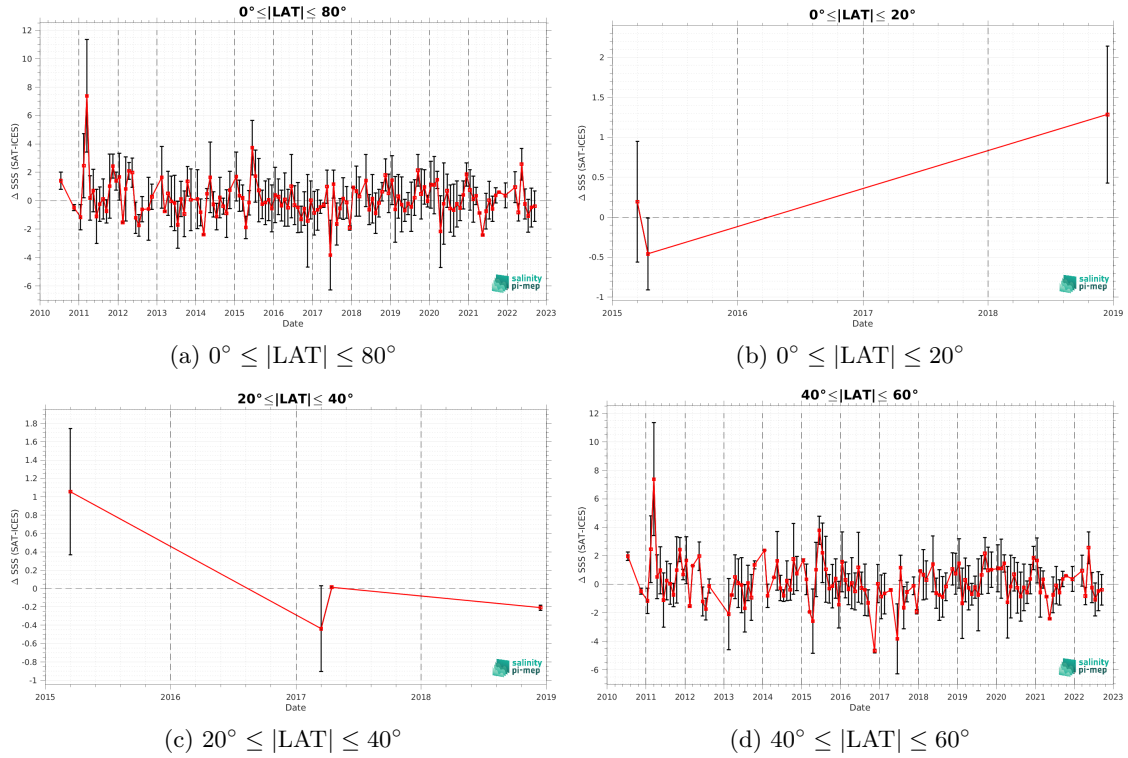 0°≤|LAT|≤ 80°
Δ SSS (SAT-ICES)
12
10
8
6
4
2
0
-2
-4
-6
2010 2011 2012 2013 2014 2015 2016 2017 2018 2019 2020 2021 2022 2023
Date
salinity
pi-mep
(a) 0° ≤ |LAT| ≤ 80°
0°≤|LAT|≤ 20°
Δ SSS (SAT-ICES)
2
1.5
1
0.5
0
-0.5
-1
2015 2016 2017 2018 2019
Date
salinity
pi-mep
(b) 0° ≤ |LAT| ≤ 20°
20°≤|LAT|≤ 40°
Δ SSS (SAT-ICES)
1.8
1.6
1.4
1.2
1
0.8
0.6
0.4
0.2
0
-0.2
-0.4
-0.6
-0.8
-1
2015 2016 2017 2018 2019
Date
salinity
pi-mep
(c) 20° ≤ |LAT| ≤ 40°
40°≤|LAT|≤ 60°
Δ SSS (SAT-ICES)
12
10
8
6
4
2
0
-2
-4
-6
2010 2011 2012 2013 2014 2015 2016 2017 2018 2019 2020 2021 2022 2023
Date
salinity
pi-mep
(d) 40° ≤ |LAT| ≤ 60°